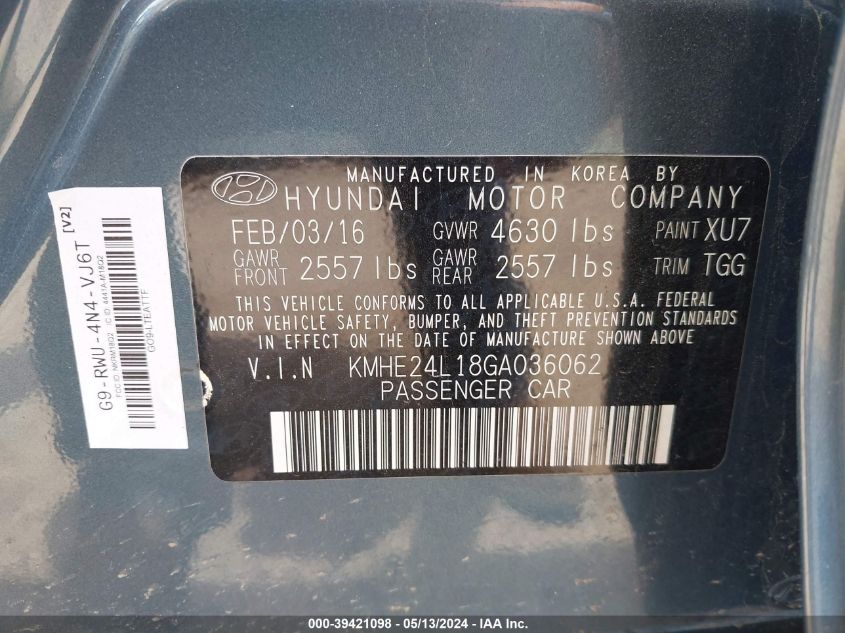 MANUFACTURED IN KOREA BY
HYUNDAI MOTOR COMPANY
FEB/03/16 GVWR 4630 lbs PAINT XU7
GAWR FRONT 2557 lbs GAWR REAR 2557 lbs TRIM TGG
THIS VEHICLE CONFORMS TO ALL APPLICABLE U.S.A. FEDERAL
MOTOR VEHICLE SAFETY, BUMPER, AND THEFT PREVENTION STANDARDS
IN EFFECT ON THE DATE OF MANUFACTURE SHOWN ABOVE
V.I.N KMHE24L18GA036062
PASSENGER CAR
G9-RWU-4N4-VJ6T [V2]
GO09-LTEATTF
000-39421098 - 05/13/2024 - IAA Inc.